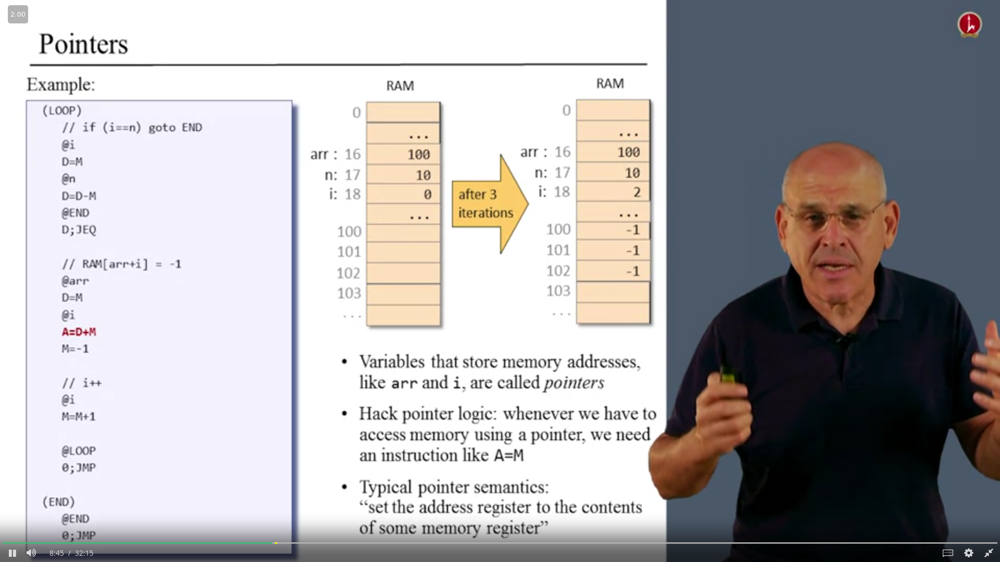 2.00
Pointers
Example:
(LOOP)
// if (i==n) goto END
@i
D=M
@n
D=D-M
@END
D;JEQ
// RAM[arr+i] = -1
@arr
D=M
@i
A=D+M
M=-1
// i++
@i
M=M+1
@LOOP
0;JMP
(END)
@END
0;JMP
RAM
0
...
arr : 16 100
n: 17 10
i: 18 0
...
100
101
102
103
...
after 3
iterations
RAM
0
...
arr : 16 100
n: 17 10
i: 18 2
...
100 -1
101 -1
102 -1
103
...
• Variables that store memory addresses,
like arr and i, are called pointers
• Hack pointer logic: whenever we have to
access memory using a pointer, we need
an instruction like A=M
• Typical pointer semantics:
“set the address register to the contents
of some memory register”
8:45 / 32:15